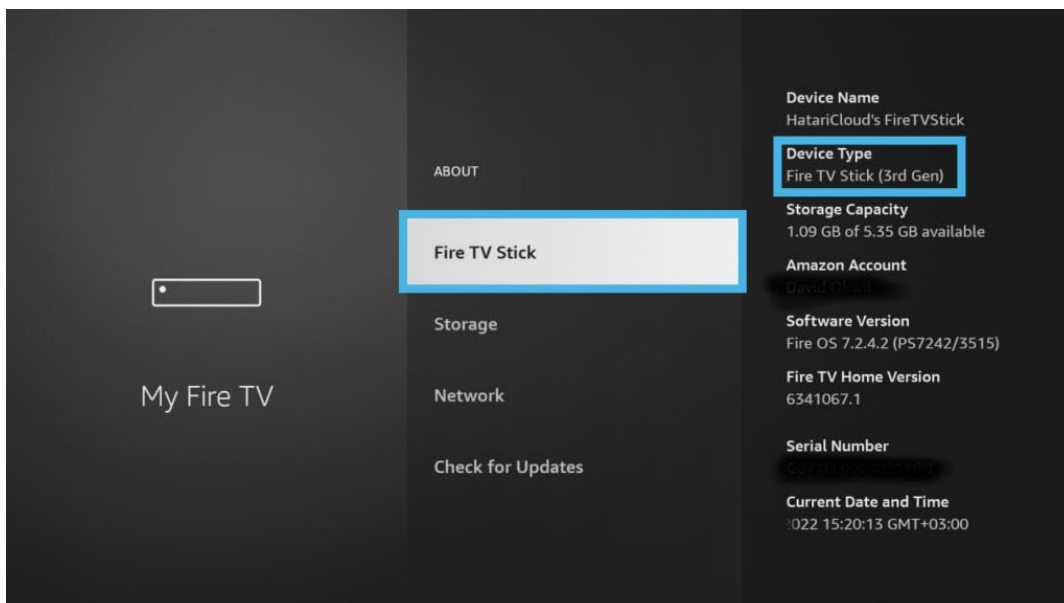 My Fire TV
ABOUT
Fire TV Stick
Storage
Network
Check for Updates
Device Name
HatariCloud's FireTVStick
Device Type
Fire TV Stick (3rd Gen)
Storage Capacity
1.09 GB of 5.35 GB available
Amazon Account
Software Version
Fire OS 7.2.4.2 (PS7242/3515)
Fire TV Home Version
6341067.1
Serial Number
Current Date and Time
022 15:20:13 GMT+03:00